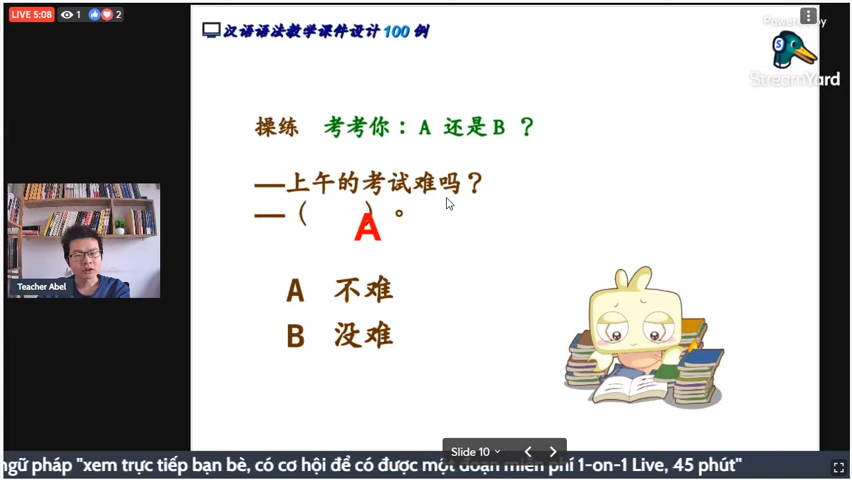 LIVE 5:08
1
2
汉语语法教学课件设计100例
Powered by
StreamYard
操练 考考你：A 还是B ？
—上午的考试难吗？
—（ A ）。
Teacher Abel
A 不难
B 没难
Slide 10
ngữ pháp "xem trực tiếp bạn bè, có cơ hội để có được một đoạn miễn phí 1-on-1 Live, 45 phút"